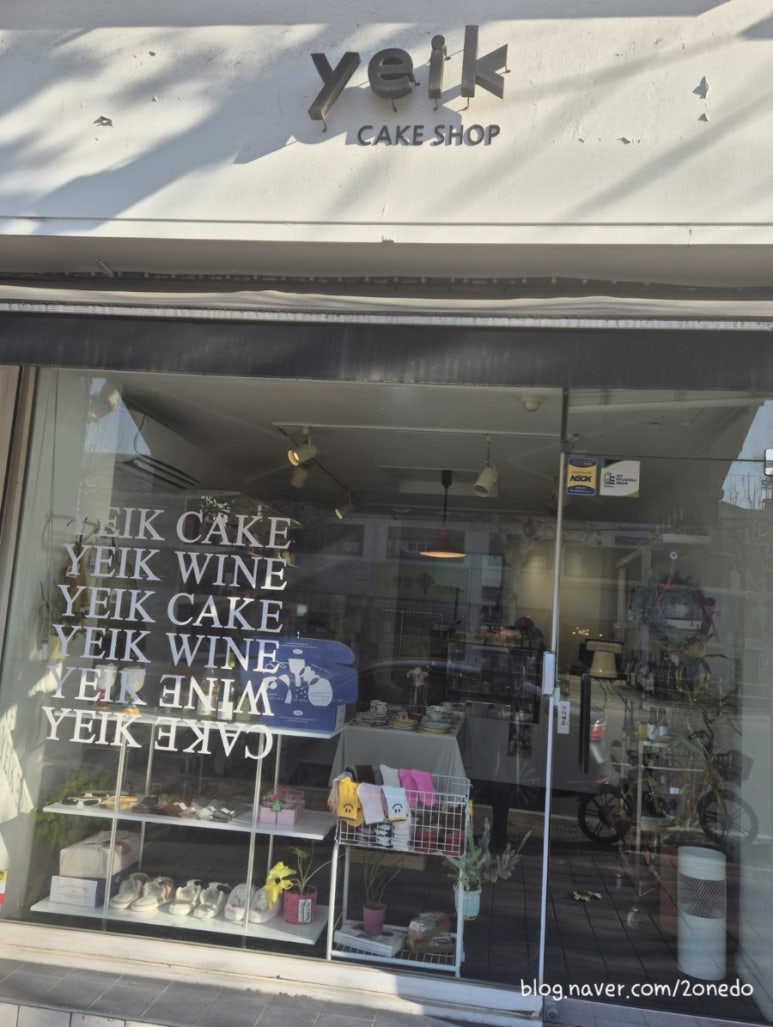 yeik
CAKE SHOP
NSOK
YEIK CAKE
YEIK WINE
YEIK CAKE
YEIK WINE
YEIK WINE
YEIK CAKE
blog.naver.com/2onedo